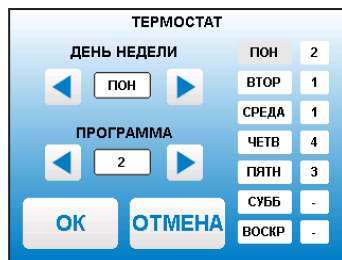 ТЕРМОСТАТ
ДЕНЬ НЕДЕЛИ
ПОН
ПРОГРАММА
2
ОК
ОТМЕНА
ПОН 2
ВТОР 1
СРЕДА 1
ЧЕТВ 4
ПЯТН 3
СУББ -
ВОСКР -